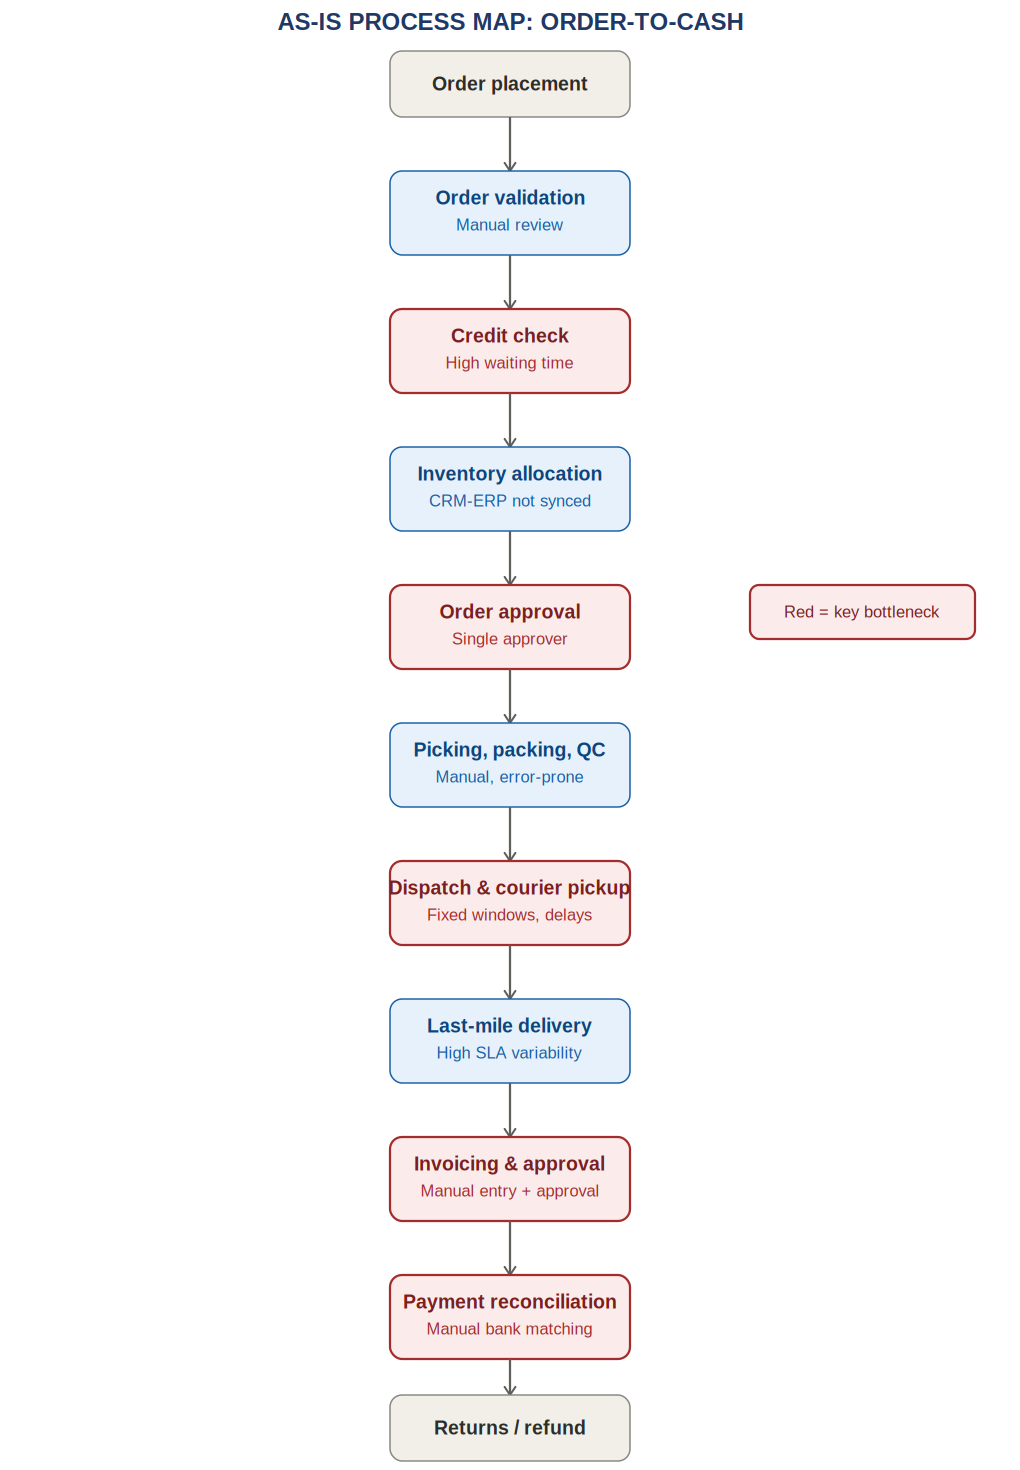 AS-IS PROCESS MAP: ORDER-TO-CASH
Order placement
Order validation
Manual review
Credit check
High waiting time
Inventory allocation
CRM-ERP not synced
Order approval
Single approver
Red = key bottleneck
Picking, packing, QC
Manual, error-prone
Dispatch & courier pickup
Fixed windows, delays
Last-mile delivery
High SLA variability
Invoicing & approval
Manual entry + approval
Payment reconciliation
Manual bank matching
Returns / refund